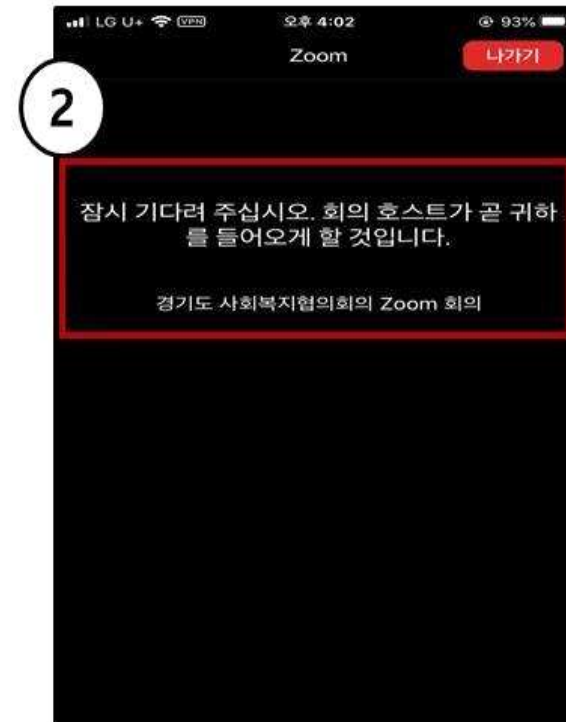 LG U+ VPN 오후 4:02 93%
Zoom 나가기
2
잠시 기다려 주십시오. 회의 호스트가 곧 귀하
를 들어오게 할 것입니다.
경기도 사회복지협의회의 Zoom 회의